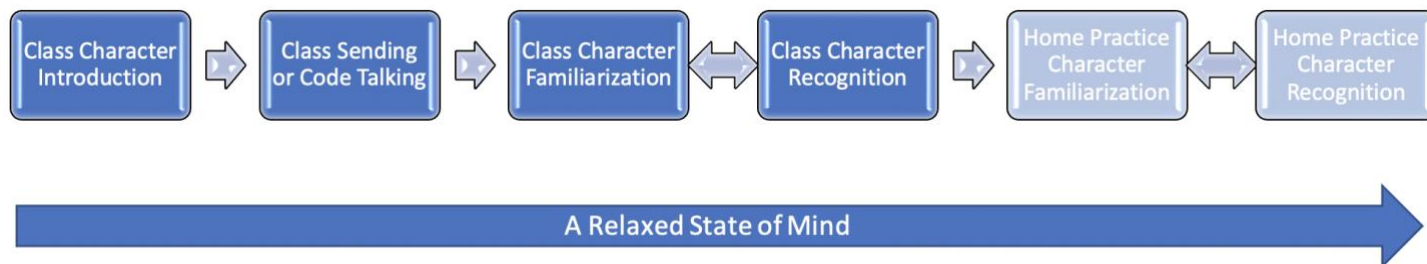 Class Character
Introduction
Class Sending
or Code Talking
Class Character
Familiarization
Class Character
Recognition
Home Practice
Character
Familiarization
Home Practice
Character
Recognition
A Relaxed State of Mind